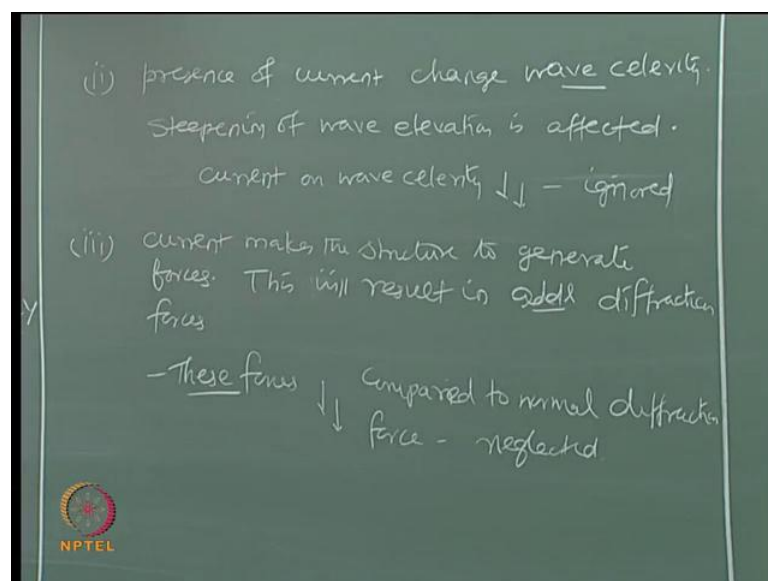 (ii) presence of current change wave celerity.
steepening of wave elevation is affected.
current on wave celerity ↓↓ - ignored
(iii) current makes the structure to generate
forces. This will result in addl diffraction
forces
- These forces ↓↓ compared to normal diffraction
force - neglected
y
NPTEL